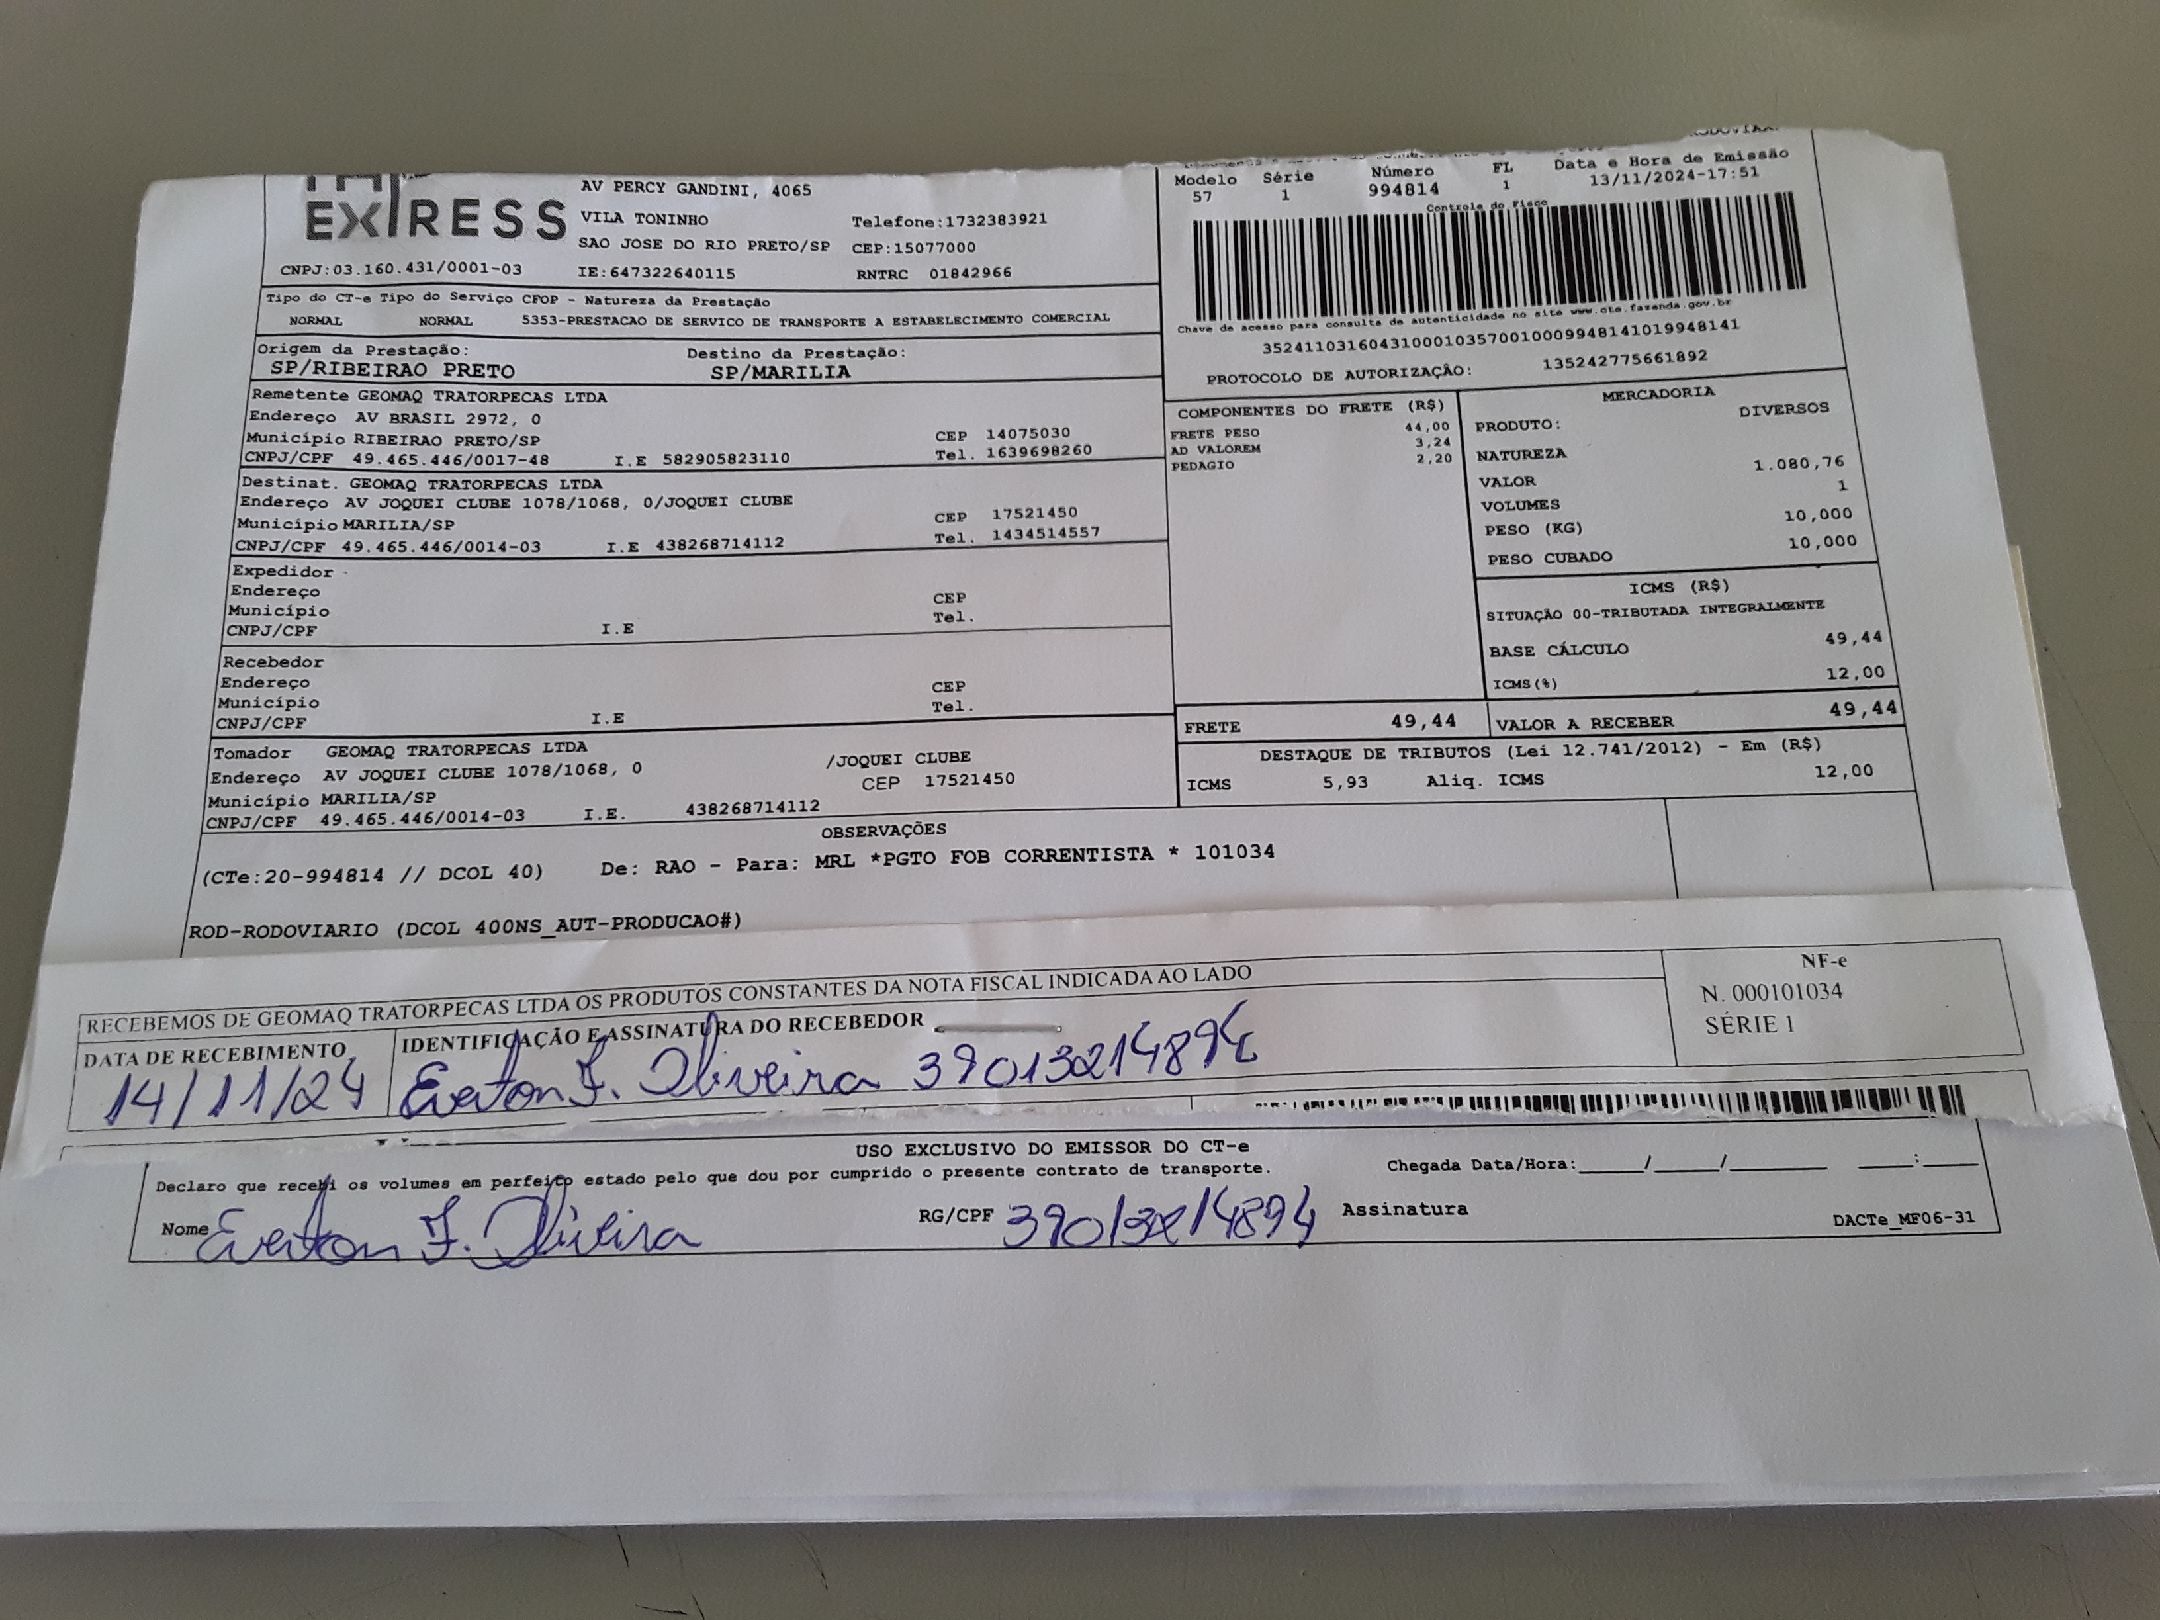 EXPRESS
AV PERCY GANDINI, 4065
VILA TONINHO Telefone:1732383921
SAO JOSE DO RIO PRETO/SP CEP:15077000
CNPJ:03.160.431/0001-03 IE:647322640115 RNTRC 01842966
Modelo Série Número FL Data e Hora de Emissão
57 1 994814 1 13/11/2024-17:51
Controle do Fisco
Chave de acesso para consulta de autenticidade no site www.cte.fazenda.gov.br
35241103160431000103570010009948141019948141
PROTOCOLO DE AUTORIZAÇÃO: 135242775661892
Tipo do CT-e Tipo do Serviço CFOP - Natureza da Prestação
NORMAL NORMAL 5353-PRESTACAO DE SERVICO DE TRANSPORTE A ESTABELECIMENTO COMERCIAL
Origem da Prestação: Destino da Prestação:
SP/RIBEIRAO PRETO SP/MARILIA
Remetente GEOMAQ TRATORPECAS LTDA
Endereço AV BRASIL 2972, 0
Município RIBEIRAO PRETO/SP CEP 14075030
CNPJ/CPF 49.465.446/0017-48 I.E 582905823110 Tel. 1639698260
Destinat. GEOMAQ TRATORPECAS LTDA
Endereço AV JOQUEI CLUBE 1078/1068, 0/JOQUEI CLUBE
Município MARILIA/SP CEP 17521450
CNPJ/CPF 49.465.446/0014-03 I.E 438268714112 Tel. 1434514557
Expedidor
Endereço
Município CEP
CNPJ/CPF I.E Tel.
Recebedor
Endereço
Município CEP
CNPJ/CPF I.E Tel.
Tomador GEOMAQ TRATORPECAS LTDA
Endereço AV JOQUEI CLUBE 1078/1068, 0 /JOQUEI CLUBE
Município MARILIA/SP CEP 17521450
CNPJ/CPF 49.465.446/0014-03 I.E. 438268714112
COMPONENTES DO FRETE (R$)
FRETE PESO 44,00
AD VALOREM 3,24
PEDAGIO 2,20
MERCADORIA
PRODUTO: DIVERSOS
NATUREZA
VALOR 1.080,76
VOLUMES 1
PESO (KG) 10,000
PESO CUBADO 10,000
ICMS (R$)
SITUAÇÃO 00-TRIBUTADA INTEGRALMENTE
BASE CÁLCULO 49,44
ICMS(%) 12,00
FRETE 49,44 VALOR A RECEBER 49,44
DESTAQUE DE TRIBUTOS (Lei 12.741/2012) - Em (R$)
ICMS 5,93 Aliq. ICMS 12,00
OBSERVAÇÕES
(CTe:20-994814 // DCOL 40) De: RAO - Para: MRL *PGTO FOB CORRENTISTA * 101034
ROD-RODOVIARIO (DCOL 400NS_AUT-PRODUCAO#)
RECEBEMOS DE GEOMAQ TRATORPECAS LTDA OS PRODUTOS CONSTANTES DA NOTA FISCAL INDICADA AO LADO
DATA DE RECEBIMENTO IDENTIFICAÇÃO E ASSINATURA DO RECEBEDOR
14/11/24 Everton F. Oliveira 39013214894
NF-e
N. 000101034
SÉRIE 1
USO EXCLUSIVO DO EMISSOR DO CT-e
Declaro que recebi os volumes em perfeito estado pelo que dou por cumprido o presente contrato de transporte. Chegada Data/Hora:_____/_____/_________ _____:_____
Nome Everton F. Oliveira RG/CPF 39013214894 Assinatura
DACTe_MF06-31